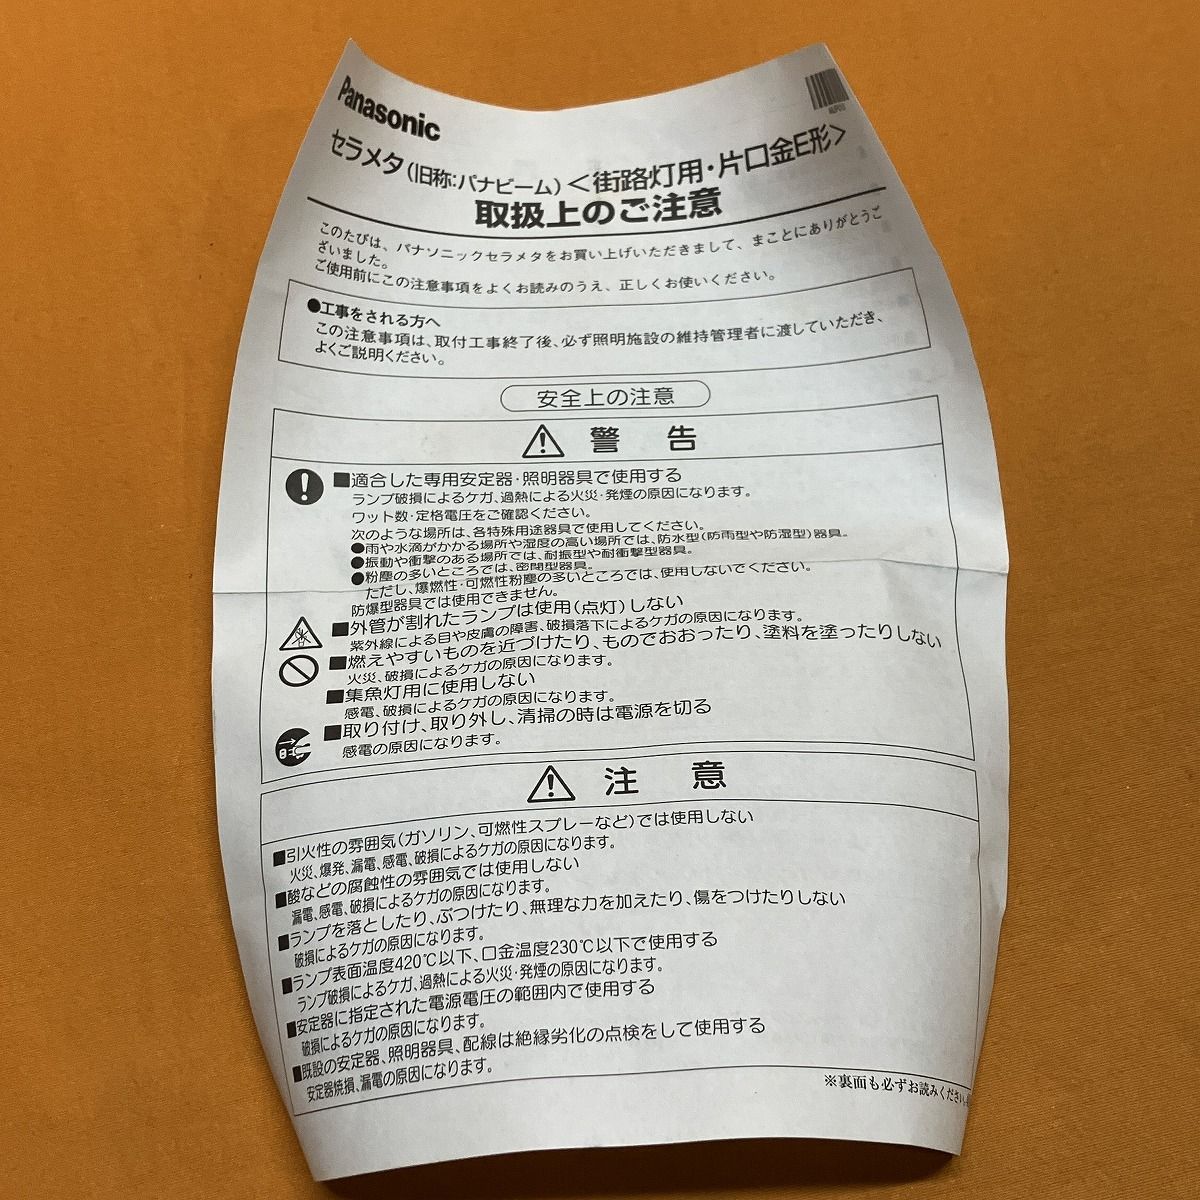 Panasonic
セラメタ(旧称:パナビーム)<街路灯用・片口金E形>
取扱上のご注意
このたびは、パナソニックセラメタをお買い上げいただきまして、まことにありがとうご
ざいました。
ご使用前にこの注意事項をよくお読みのうえ、正しくお使いください。
●工事をされる方へ
この注意事項は、取付工事終了後、必ず照明施設の維持管理者に渡していただき、
よくご説明ください。
安全上の注意
警 告
■適合した専用安定器・照明器具で使用する
ランプ破損によるケガ、過熱による火災・発煙の原因になります。
ワット数・定格電圧をご確認ください。
次のような場所は、各特殊用途器具で使用してください。
●雨や水滴がかかる場所や湿度の高い場所では、防水型(防雨型や防湿型)器具。
●振動や衝撃のある場所では、耐振型や耐衝撃型器具。
●粉塵の多いところでは、密閉型器具。
ただし、爆燃性・可燃性粉塵の多いところでは、使用しないでください。
防爆型器具では使用できません。
■外管が割れたランプは使用(点灯)しない
紫外線による目や皮膚の障害、破損落下によるケガの原因になります。
■燃えやすいものを近づけたり、ものでおおったり、塗料を塗ったりしない
火災、破損によるケガの原因になります。
■集魚灯用に使用しない
感電、破損によるケガの原因になります。
■取り付け、取り外し、清掃の時は電源を切る
感電の原因になります。
注 意
■引火性の雰囲気(ガソリン、可燃性スプレーなど)では使用しない
火災、爆発、漏電、感電、破損によるケガの原因になります。
■酸などの腐蝕性の雰囲気では使用しない
漏電、感電、破損によるケガの原因になります。
■ランプを落としたり、ぶつけたり、無理な力を加えたり、傷をつけたりしない
破損によるケガの原因になります。
■ランプ表面温度420℃以下、口金温度230℃以下で使用する
ランプ破損によるケガ、過熱による火災・発煙の原因になります。
■安定器に指定された電源電圧の範囲内で使用する
破損によるケガの原因になります。
■既設の安定器、照明器具、配線は絶縁劣化の点検をして使用する
安定器焼損、漏電の原因になります。
※裏面も必ずお読みください。